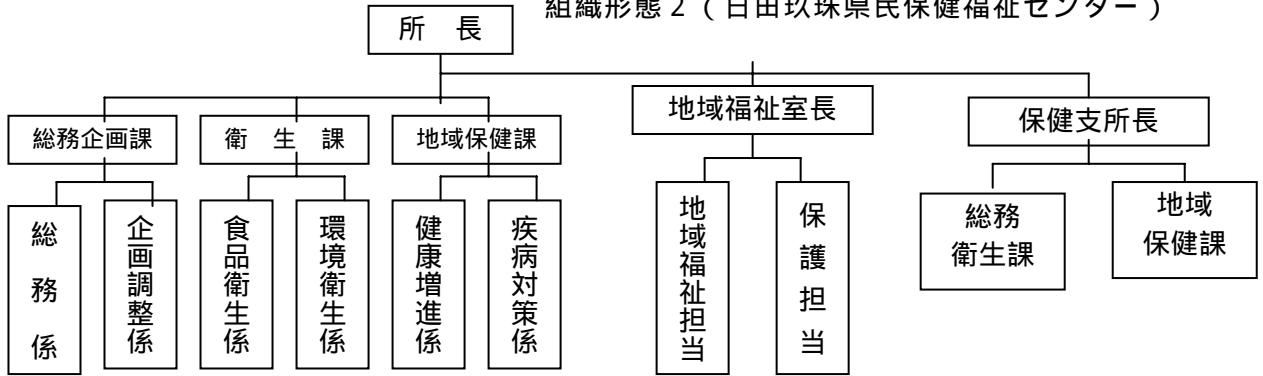 組織形態2（日田玖珠県民保健福祉センター）
所　長
総務企画課
衛　生　課
地域保健課
地域福祉室長
保健支所長
総務係
企画調整係
食品衛生係
環境衛生係
健康増進係
疾病対策係
地域福祉担当
保護担当
総務
衛生課
地域
保健課